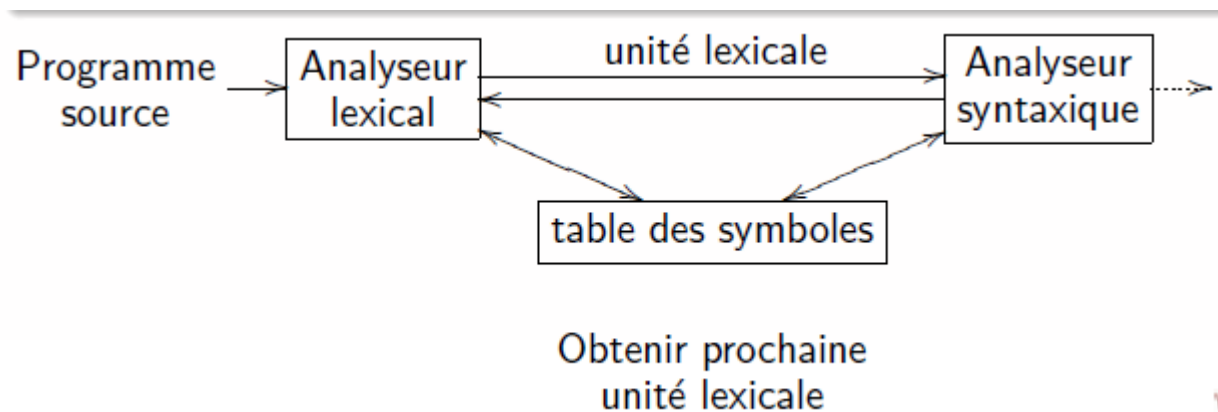 Programme
source
Analyseur
lexical
unité lexicale
Analyseur
syntaxique
table des symboles
Obtenir prochaine
unité lexicale